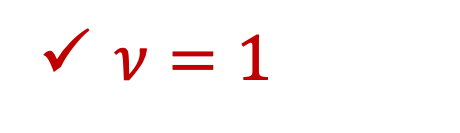 ✓ 𝜈 = 1